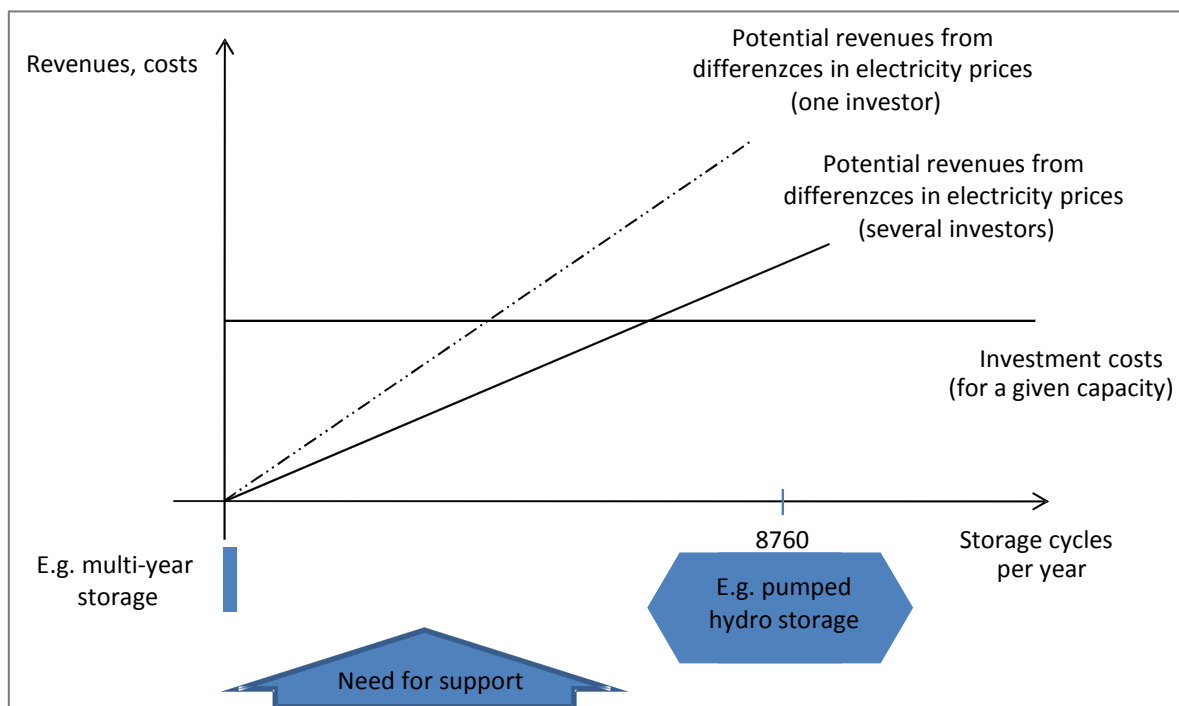 Revenues, costs
Potential revenues from
differenzces in electricity prices
(one investor)
Potential revenues from
differenzces in electricity prices
(several investors)
Investment costs
(for a given capacity)
8760
Storage cycles
per year
E.g. multi-year
storage
E.g. pumped
hydro storage
Need for support